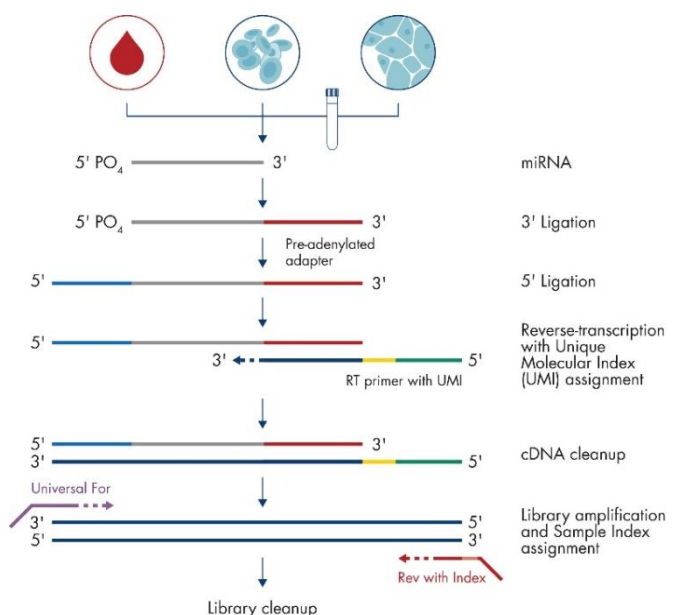 5' PO4 3' miRNA
5' PO4 3' 3' Ligation
Pre-adenylated
adapter
5' 3' 5' Ligation
5'
3' 5'
RT primer with UMI
Reverse-transcription
with Unique
Molecular Index
(UMI) assignment
5' 3'
3' 5'
cDNA cleanup
Universal For
3' 5'
5' 3'
Library amplification
and Sample Index
assignment
Rev with Index
Library cleanup